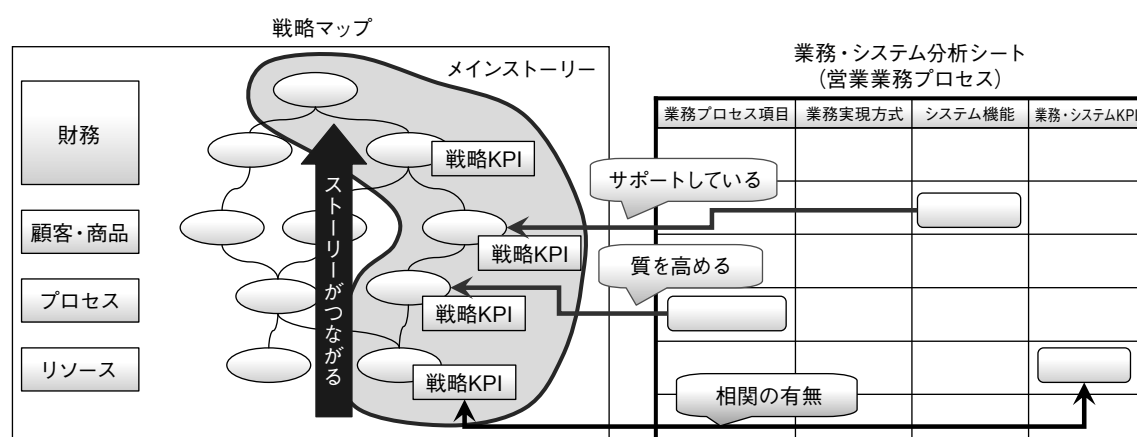 戦略マップ
メインストーリー
財務
顧客・商品
プロセス
リソース
ストーリーがつながる
戦略KPI
戦略KPI
戦略KPI
戦略KPI
サポートしている
質を高める
相関の有無
業務・システム分析シート
(営業業務プロセス)
業務プロセス項目 業務実現方式 システム機能 業務・システムKPI